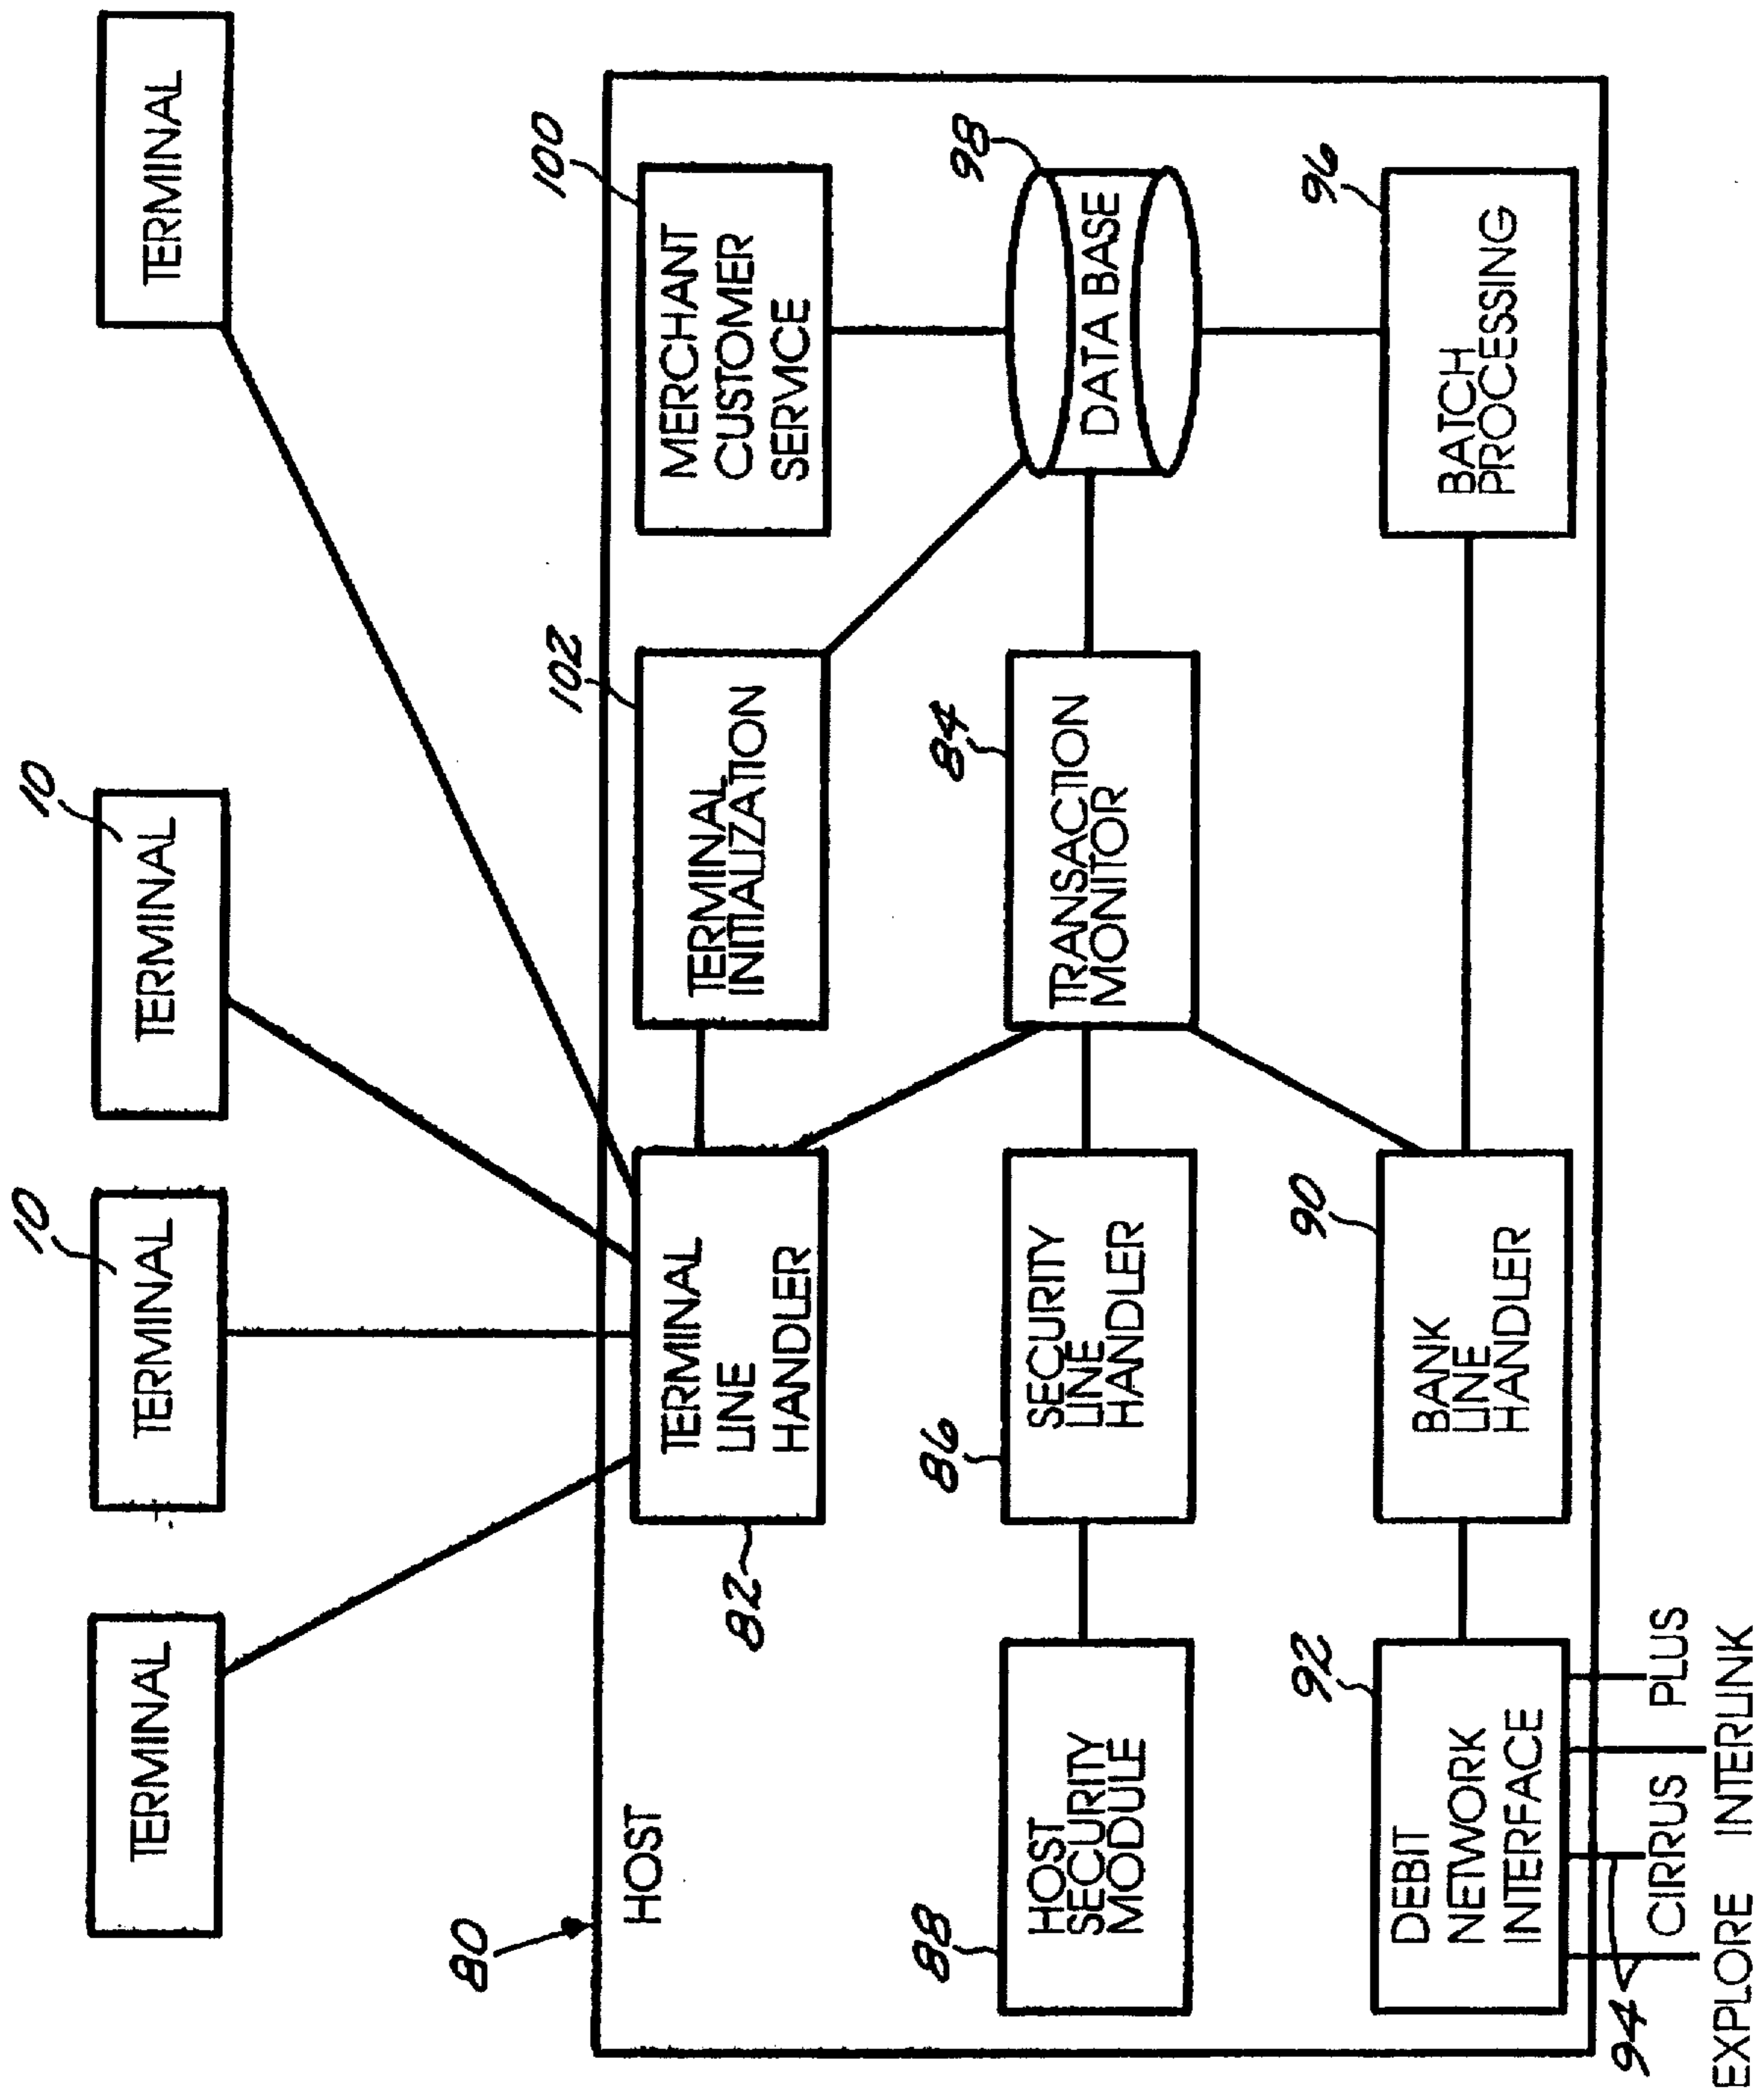 TERMINAL
10
TERMINAL
10
TERMINAL
TERMINAL
80
HOST
82
TERMINAL
LINE
HANDLER
102
TERMINAL
INITIALIZATION
100
MERCHANT
CUSTOMER
SERVICE
88
HOST
SECURITY
MODULE
86
SECURITY
LINE
HANDLER
84
TRANSACTION
MONITOR
98
DATA BASE
92
DEBIT
NETWORK
INTERFACE
90
BANK
LINE
HANDLER
96
BATCH
PROCESSING
94
CIRRUS PLUS
EXPLORE INTERLINK